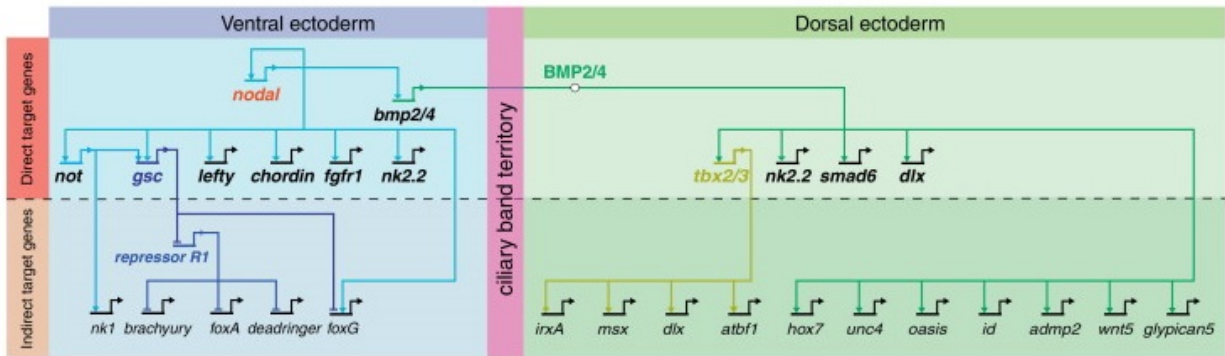 Ventral ectoderm
Dorsal ectoderm
Direct target genes
Indirect target genes
ciliary band territory
nodal
bmp2/4
BMP2/4
not gsc lefty chordin fgfr1 nk2.2
tbx2/3 nk2.2 smad6 dlx
repressor R1
nk1 brachyury foxA deadringer foxG
irxA msx dlx atbf1 hox7 unc4 oasis id admp2 wnt5 glypican5